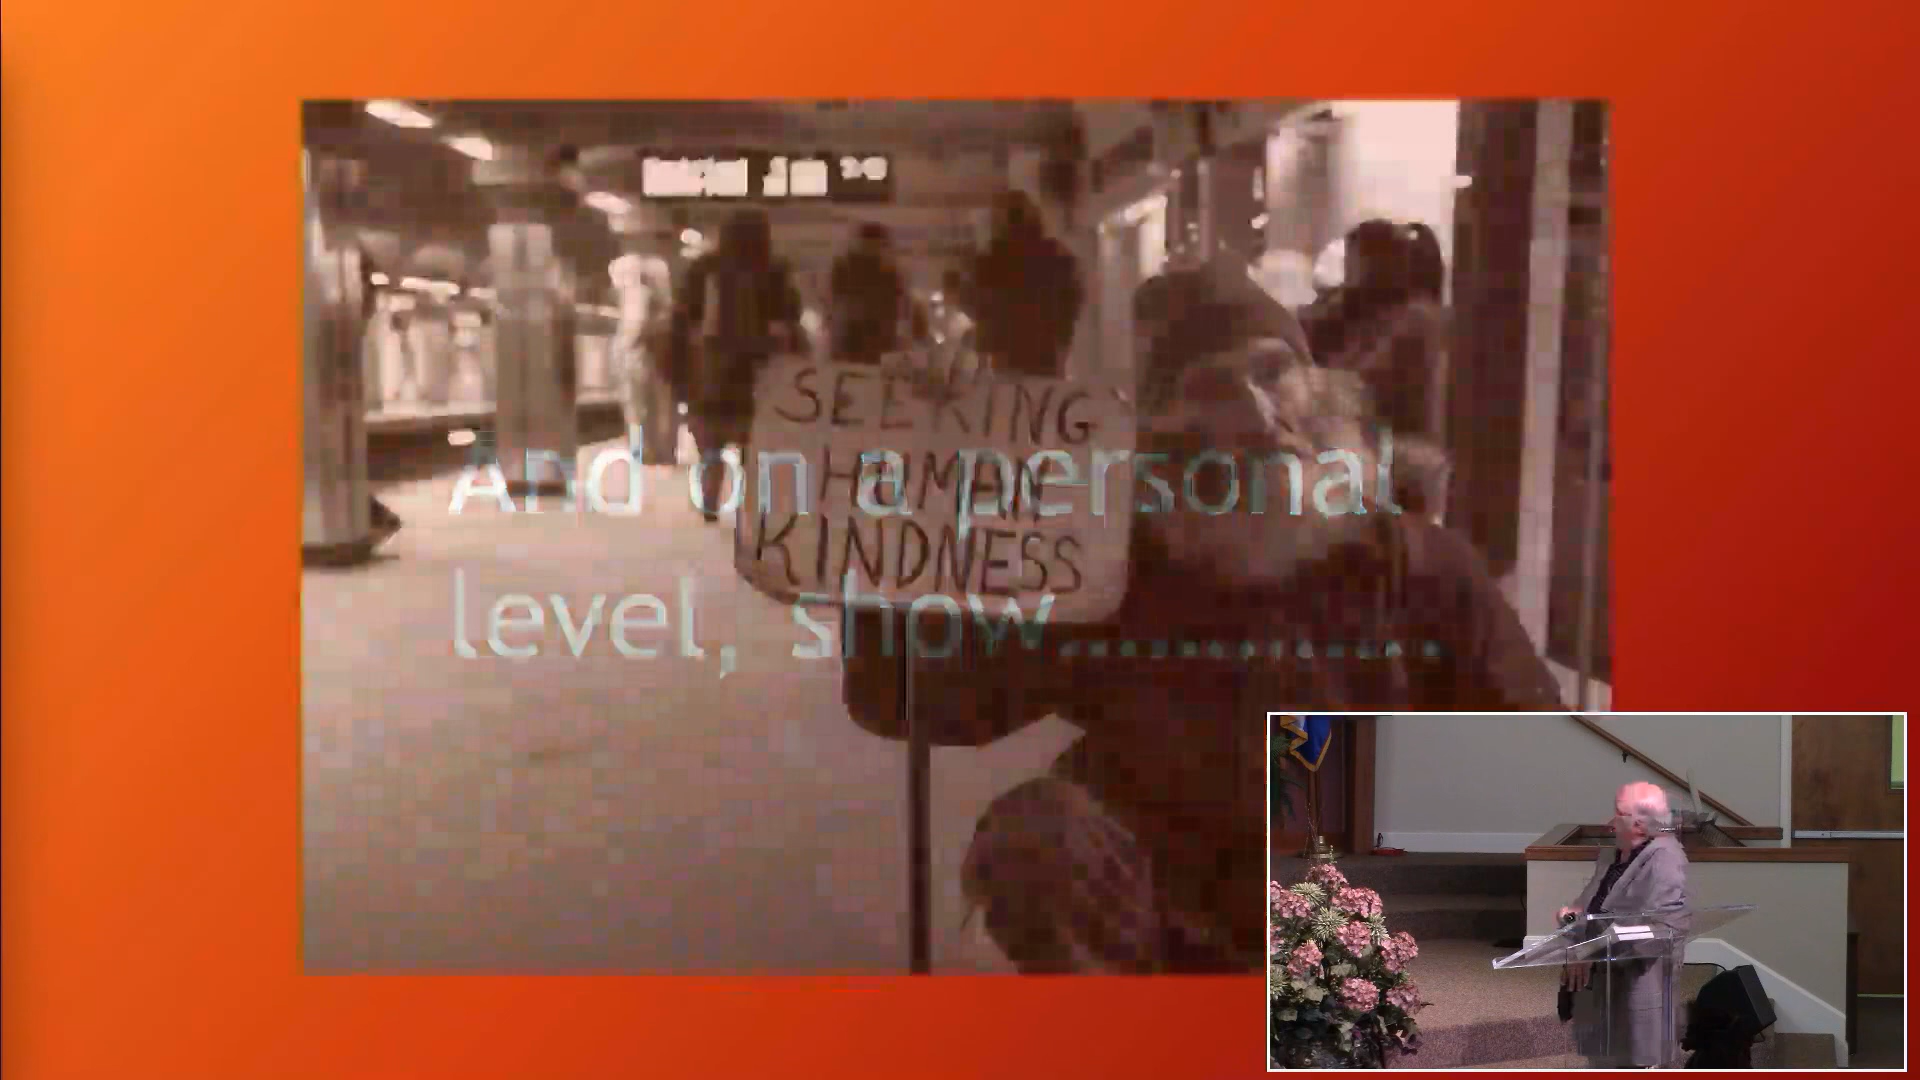 SEEKING
HUMAN
KINDNESS
And on a personal
level, show..............